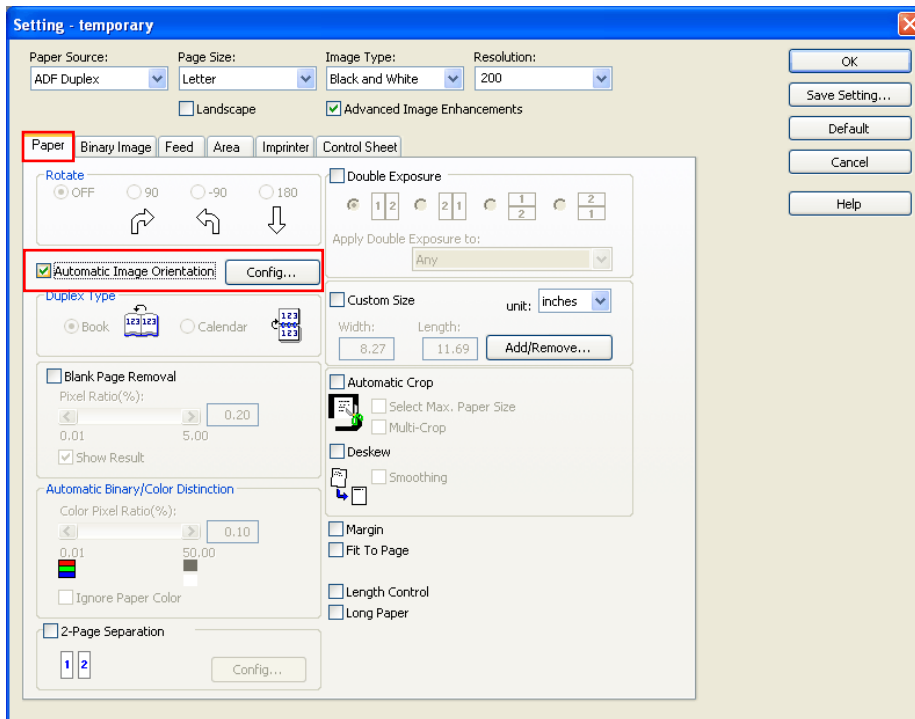 Setting - temporary
Paper Source: Page Size: Image Type: Resolution:
ADF Duplex Letter Black and White 200
Landscape Advanced Image Enhancements
OK
Save Setting...
Default
Cancel
Help
Paper Binary Image Feed Area Imprinter Control Sheet
Rotate
OFF 90 -90 180
Automatic Image Orientation Config...
Duplex Type
Book 123 123 Calendar 123 123
Blank Page Removal
Pixel Ratio(%):
0.20
0.01 5.00
Show Result
Automatic Binary/Color Distinction
Color Pixel Ratio(%):
0.10
0.01 50.00
Ignore Paper Color
2-Page Separation
1 2 Config...
Double Exposure
1 2 2 1 1 2 2 1
Apply Double Exposure to:
Any
Custom Size unit: inches
Width: Length:
8.27 11.69 Add/Remove...
Automatic Crop
Select Max. Paper Size
Multi-Crop
Deskew
Smoothing
Margin
Fit To Page
Length Control
Long Paper